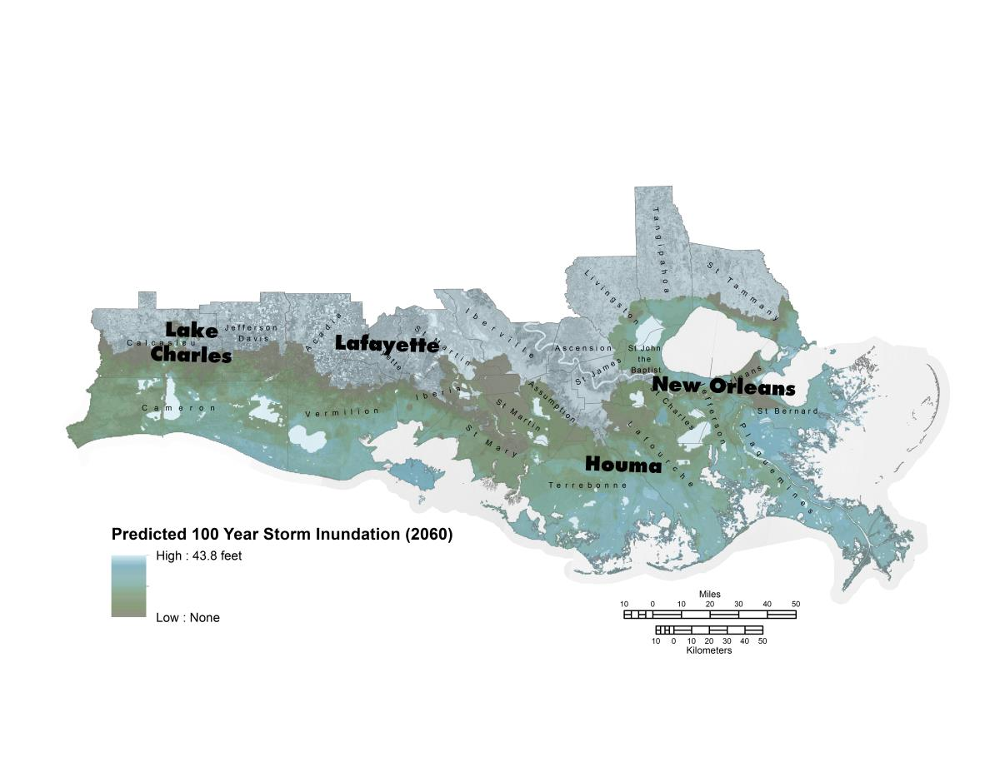 Tangipahoa
St Tammany
Livingston
Iberville
Acadia
Jefferson
Davis
Lake
Charles
Calcasieu
Lafayette
St Martin
Ascension
St James
St John
the
Baptist
New Orleans
Jefferson
St Bernard
Charles
Plaquemines
Lafourche
Assumption
St Martin
Iberia
St Mary
Vermilion
Cameron
Houma
Terrebonne
Predicted 100 Year Storm Inundation (2060)
High : 43.8 feet
Low : None
Miles
10 0 10 20 30 40 50
10 0 10 20 30 40 50
Kilometers